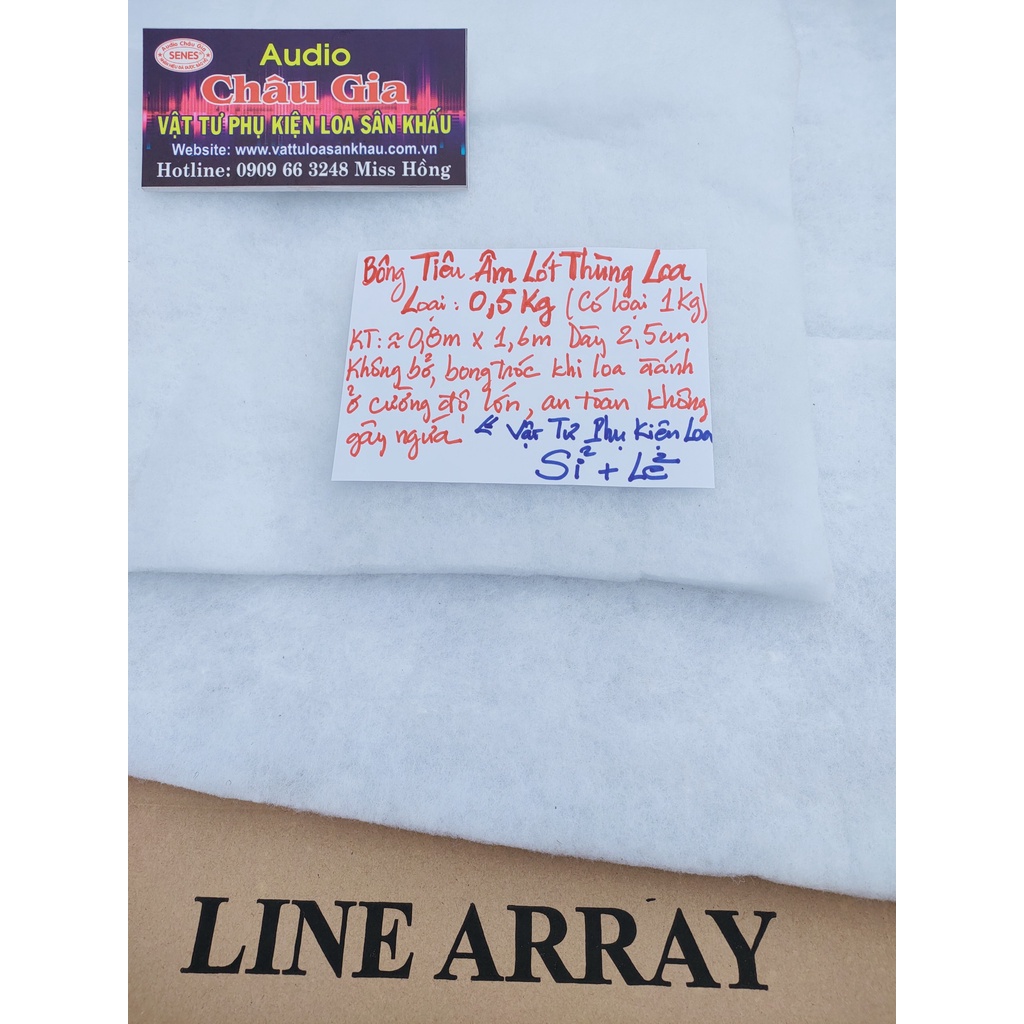 Audio Châu Gia
SENES
Audio
Châu Gia
VẬT TƯ PHỤ KIỆN LOA SÂN KHẤU
Website: www.vattuloasankhau.com.vn
Hotline: 0909 66 3248 Miss Hồng
Bông Tiêu Âm Lót Thùng Loa
Loại: 0,5 Kg (Có loại 1 Kg)
KT: ≈ 0,8m x 1,6m Dày 2,5cm
Không bở, bong tróc khi loa đánh
ở cường độ lớn, an toàn không
gây ngứa
Vật Tư Phụ Kiện Loa
Sỉ + Lẻ
LINE ARRAY